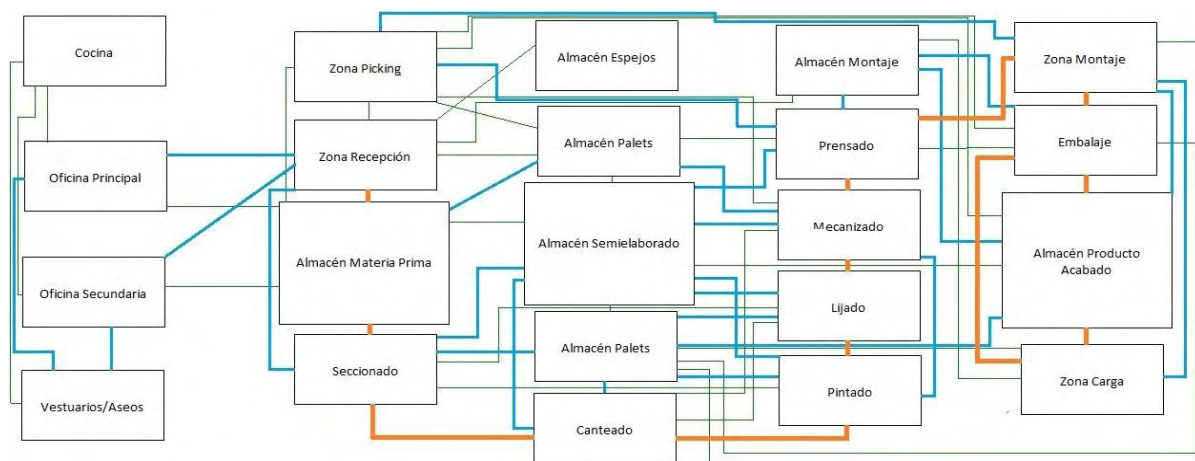 Cocina
Oficina Principal
Oficina Secundaria
Vestuarios/Aseos
Zona Picking
Zona Recepción
Almacén Materia Prima
Seccionado
Almacén Espejos
Almacén Palets
Almacén Semielaborado
Almacén Palets
Canteado
Almacén Montaje
Prensado
Mecanizado
Lijado
Pintado
Zona Montaje
Embalaje
Almacén Producto
Acabado
Zona Carga